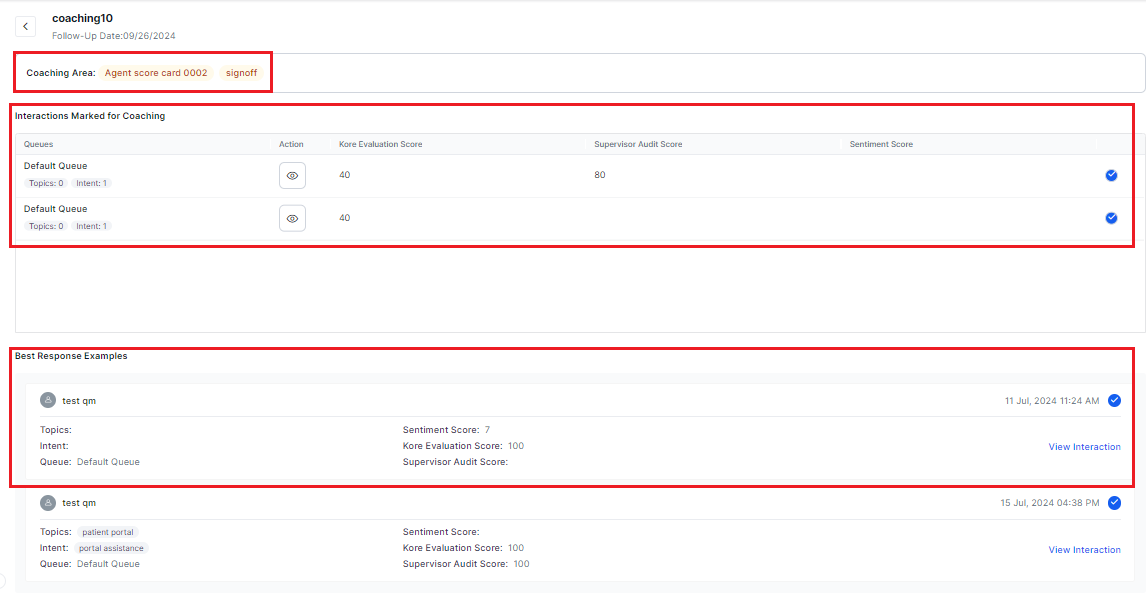 coaching10
Follow-Up Date:09/26/2024
Coaching Area: Agent score card 0002 signoff
Interactions Marked for Coaching
Queues Action Kore Evaluation Score Supervisor Audit Score Sentiment Score
Default Queue
Topics: 0 Intent: 1 40 80
Default Queue
Topics: 0 Intent: 1 40
Best Response Examples
test qm 11 Jul, 2024 11:24 AM
Topics: Sentiment Score: 7
Intent: Kore Evaluation Score: 100 View Interaction
Queue: Default Queue Supervisor Audit Score:
test qm 15 Jul, 2024 04:38 PM
Topics: patient portal Sentiment Score:
Intent: portal assistance Kore Evaluation Score: 100 View Interaction
Queue: Default Queue Supervisor Audit Score: 100